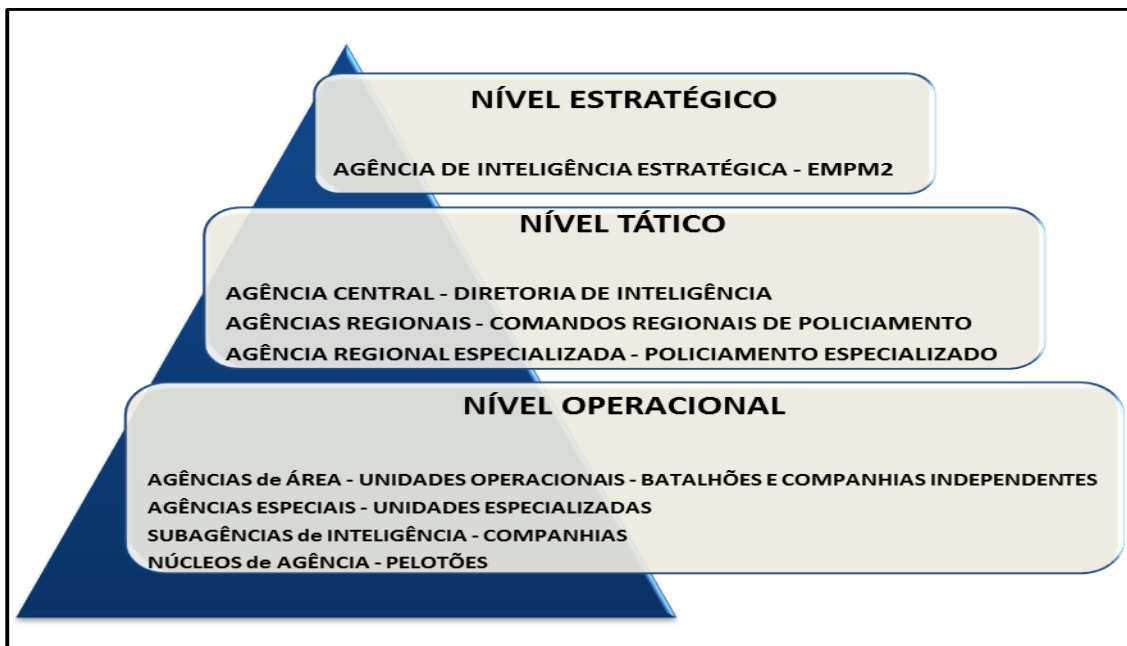 NÍVEL ESTRATÉGICO
AGÊNCIA DE INTELIGÊNCIA ESTRATÉGICA - EMPM2
NÍVEL TÁTICO
AGÊNCIA CENTRAL - DIRETORIA DE INTELIGÊNCIA
AGÊNCIAS REGIONAIS - COMANDOS REGIONAIS DE POLICIAMENTO
AGÊNCIA REGIONAL ESPECIALIZADA - POLICIAMENTO ESPECIALIZADO
NÍVEL OPERACIONAL
AGÊNCIAS de ÁREA - UNIDADES OPERACIONAIS - BATALHÕES E COMPANHIAS INDEPENDENTES
AGÊNCIAS ESPECIAIS - UNIDADES ESPECIALIZADAS
SUBAGÊNCIAS de INTELIGÊNCIA - COMPANHIAS
NÚCLEOS de AGÊNCIA - PELOTÕES